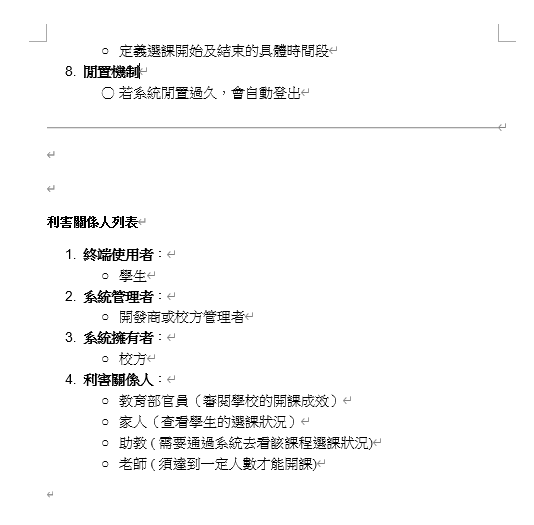 定義選課開始及結束的具體時間段
8. 閒置機制
若系統閒置過久，會自動登出
利害關係人列表
1. 終端使用者：
學生
2. 系統管理者：
開發商或校方管理者
3. 系統擁有者：
校方
4. 利害關係人：
教育部官員（審閱學校的開課成效）
家人（查看學生的選課狀況）
助教(需要通過系統去看該課程選課狀況)
老師(須達到一定人數才能開課)